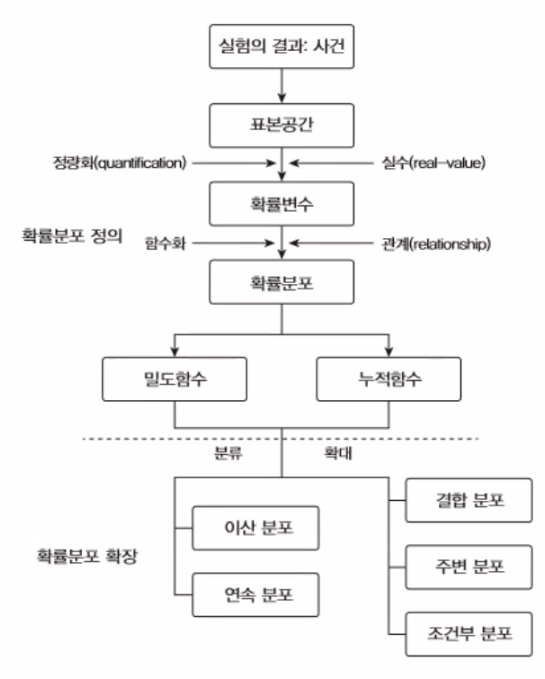 실험의 결과: 사건
표본공간
정량화(quantification)
실수(real-value)
확률변수
확률분포 정의
함수화
관계(relationship)
확률분포
밀도함수
누적함수
분류
확대
결합 분포
이산 분포
확률분포 확장
주변 분포
연속 분포
조건부 분포